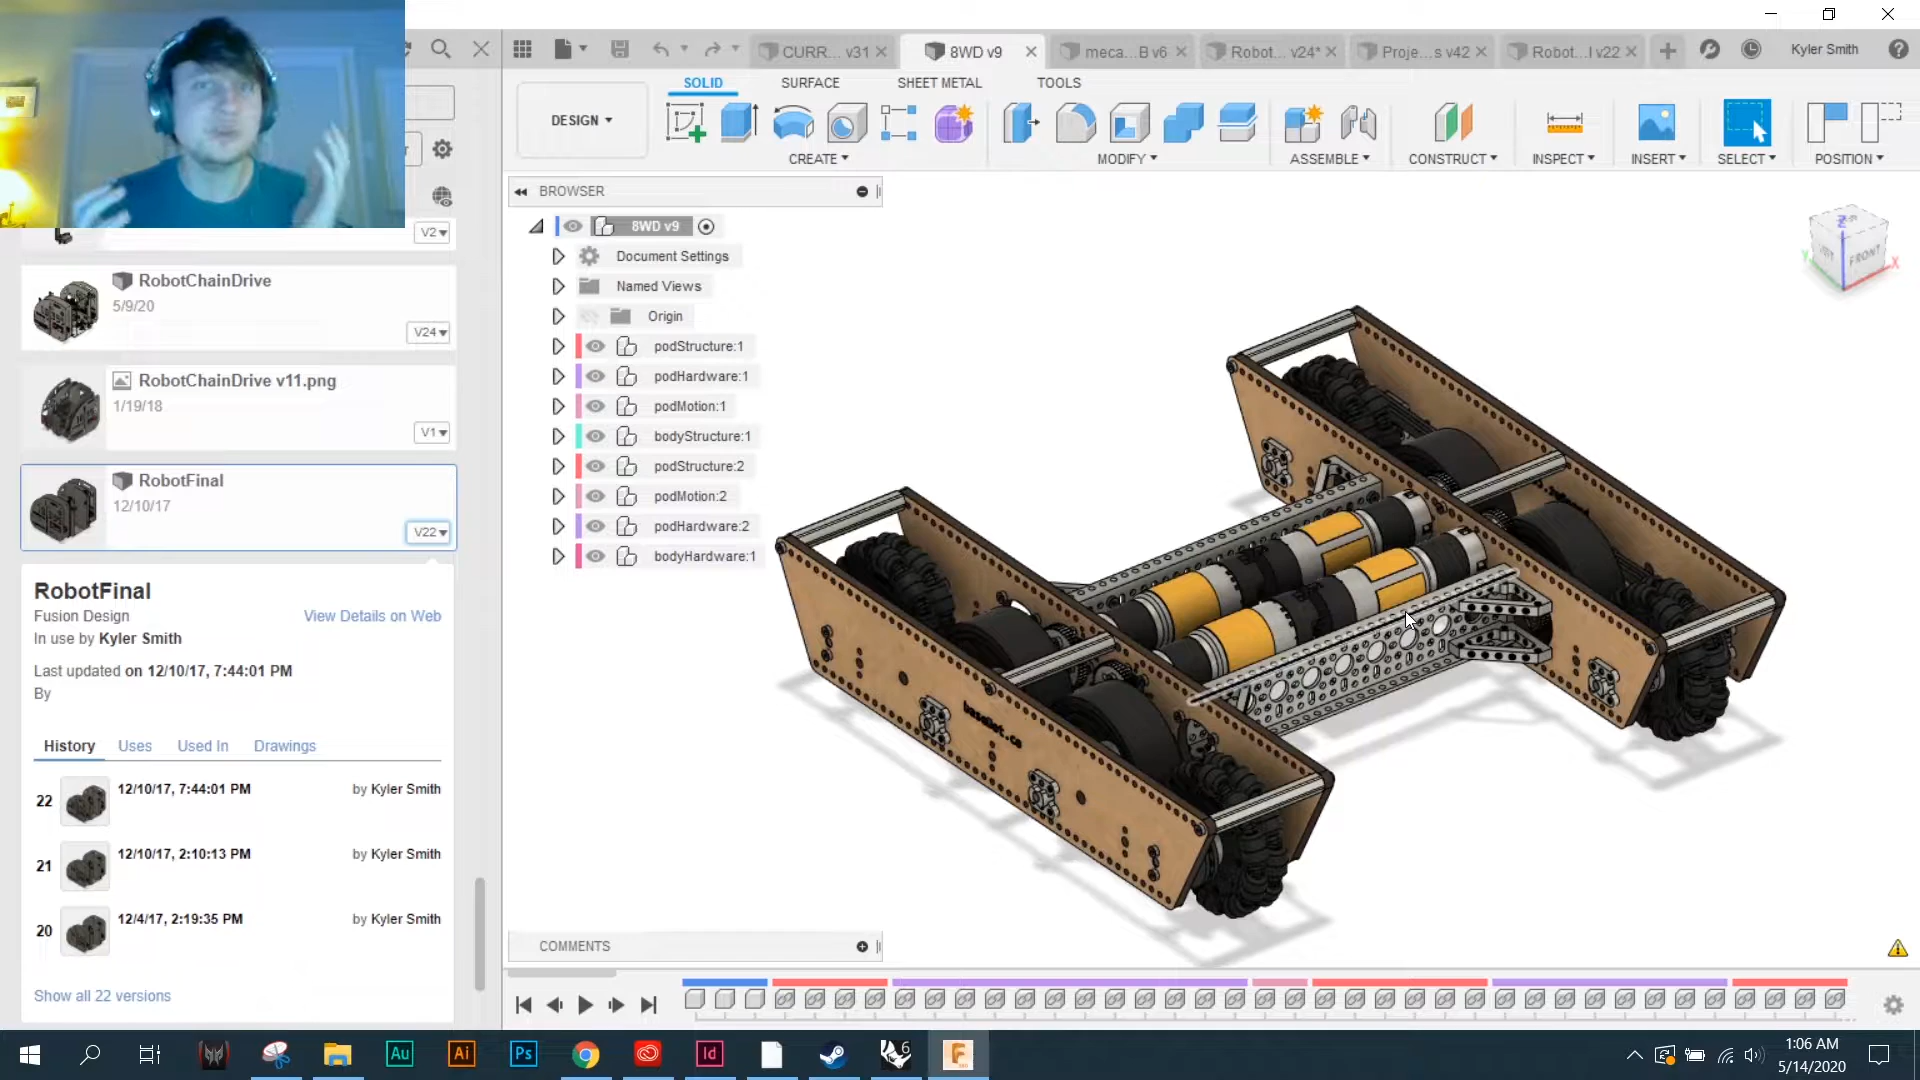 CURR... v31
8WD v9
meca...B v6
Robot... v24*
Proje...s v42
Robot...l v22
Kyler Smith
DESIGN
SOLID
SURFACE
SHEET METAL
TOOLS
CREATE
MODIFY
ASSEMBLE
CONSTRUCT
INSPECT
INSERT
SELECT
POSITION
V2
RobotChainDrive
5/9/20
V24
RobotChainDrive v11.png
1/19/18
V1
RobotFinal
12/10/17
V22
RobotFinal
Fusion Design
View Details on Web
In use by Kyler Smith
Last updated on 12/10/17, 7:44:01 PM
By
History
Uses
Used In
Drawings
22
12/10/17, 7:44:01 PM
by Kyler Smith
21
12/10/17, 2:10:13 PM
by Kyler Smith
20
12/4/17, 2:19:35 PM
by Kyler Smith
Show all 22 versions
BROWSER
8WD v9
Document Settings
Named Views
Origin
podStructure:1
podHardware:1
podMotion:1
bodyStructure:1
podStructure:2
podMotion:2
podHardware:2
bodyHardware:1
Z
FRONT
X
Y
COMMENTS
Au
Ai
Ps
Id
6
F
1:06 AM
5/14/2020